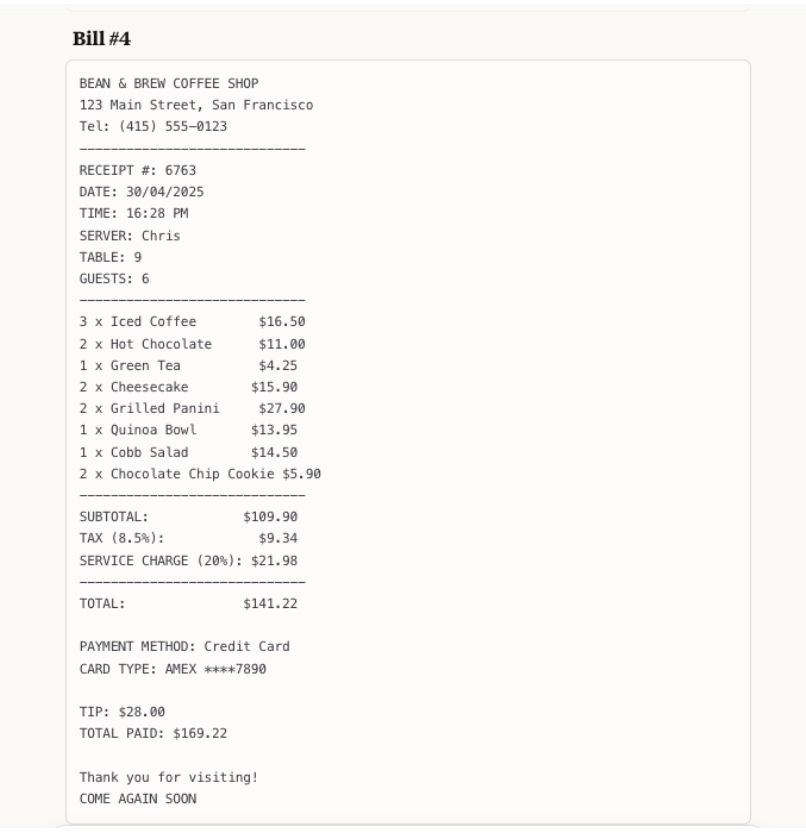 Bill #4
BEAN & BREW COFFEE SHOP
123 Main Street, San Francisco
Tel: (415) 555-0123
-----------------------------
RECEIPT #: 6763
DATE: 30/04/2025
TIME: 16:28 PM
SERVER: Chris
TABLE: 9
GUESTS: 6
-----------------------------
3 x Iced Coffee        $16.50
2 x Hot Chocolate      $11.00
1 x Green Tea          $4.25
2 x Cheesecake        $15.90
2 x Grilled Panini     $27.90
1 x Quinoa Bowl       $13.95
1 x Cobb Salad        $14.50
2 x Chocolate Chip Cookie $5.90
-----------------------------
SUBTOTAL:            $109.90
TAX (8.5%):            $9.34
SERVICE CHARGE (20%): $21.98
-----------------------------
TOTAL:               $141.22
PAYMENT METHOD: Credit Card
CARD TYPE: AMEX ****7890
TIP: $28.00
TOTAL PAID: $169.22
Thank you for visiting!
COME AGAIN SOON